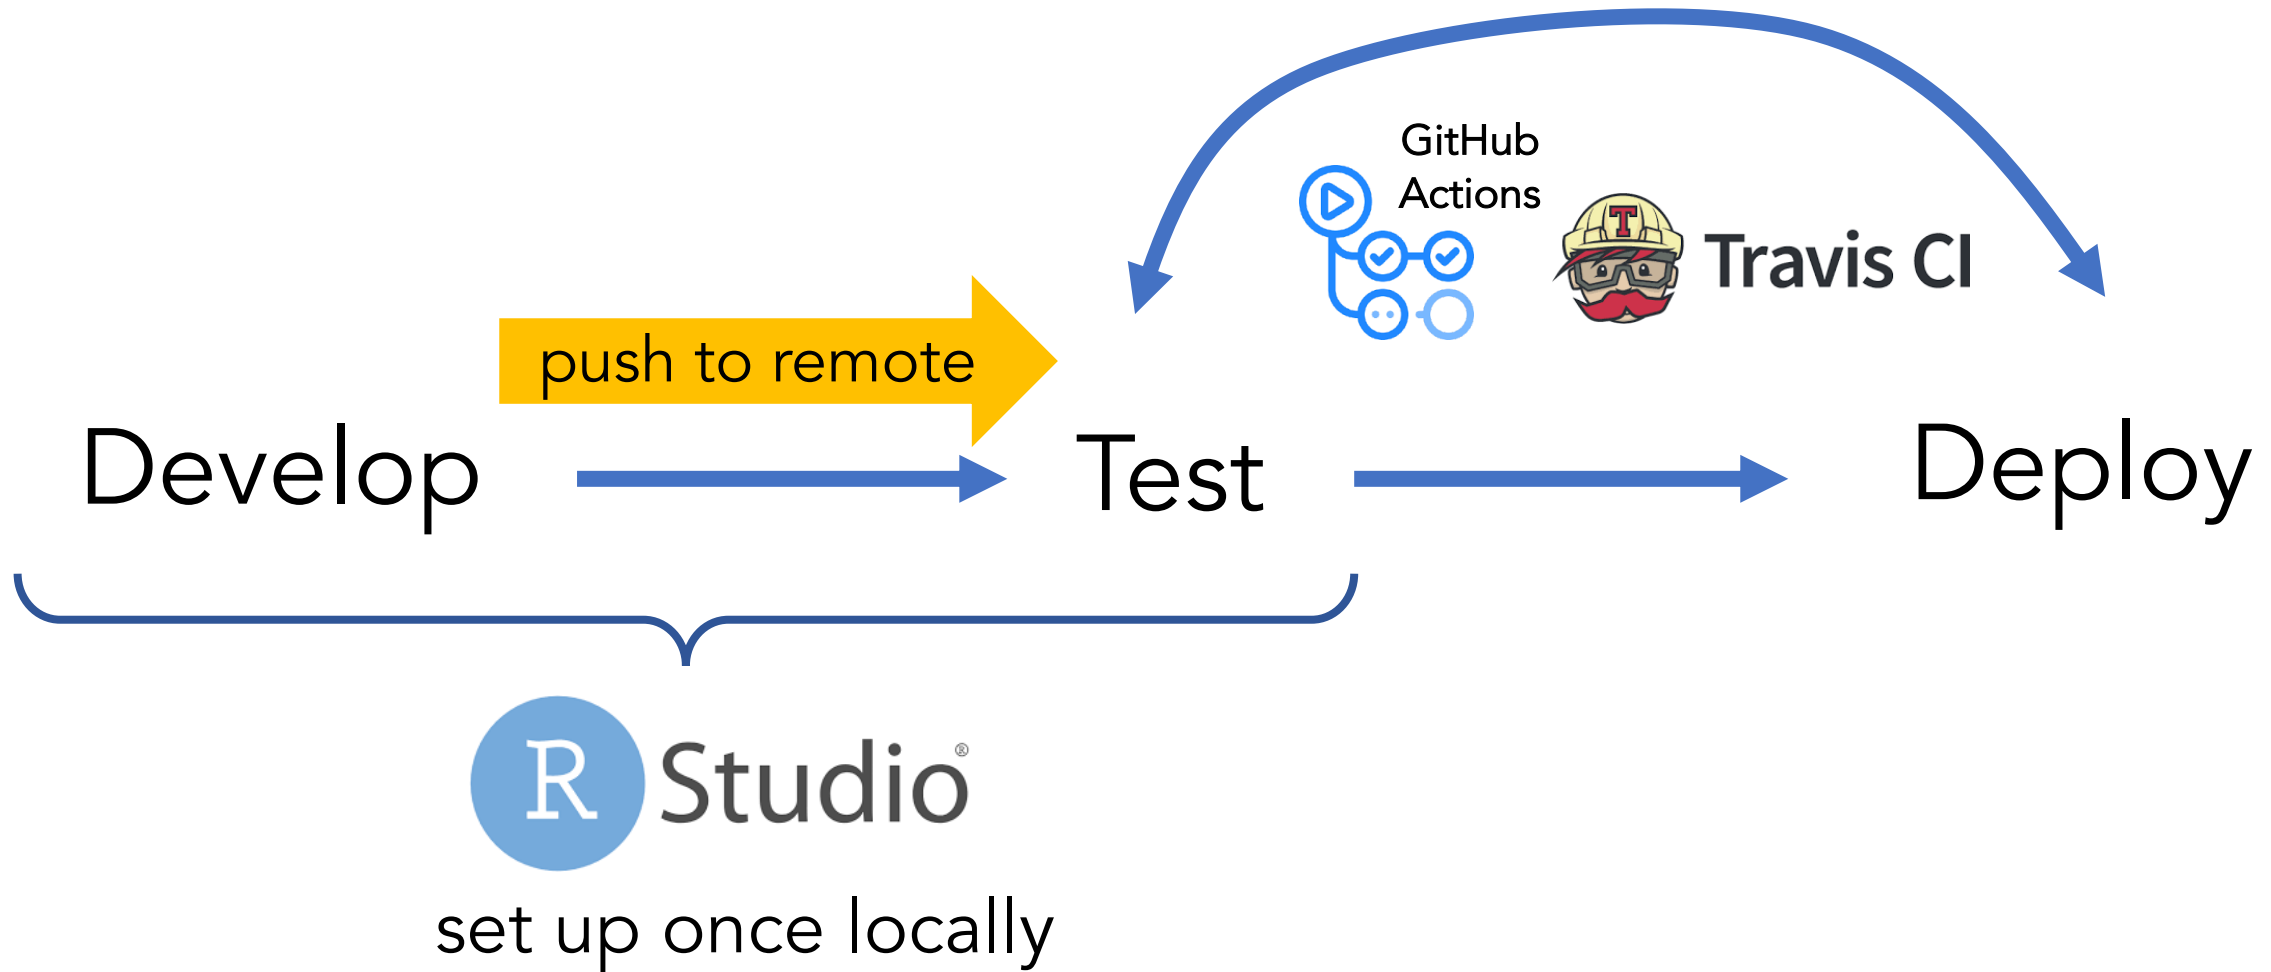 GitHub
Actions
T
Travis CI
push to remote
Develop
Test
Deploy
R Studio®
set up once locally